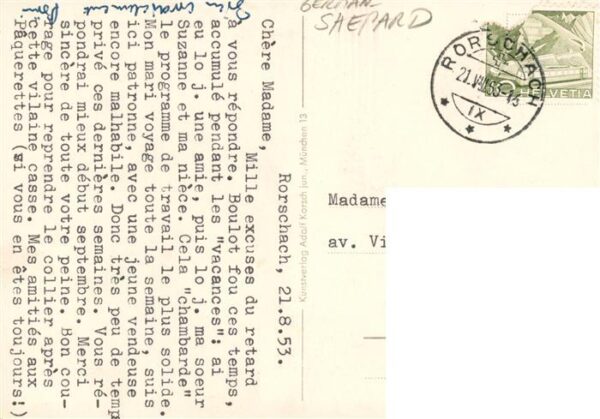 Rorschach, 21.8.53.
Chère Madame, Mille excuses du retard
à vous répondre. Boulot fou ces temps,
accumulé pendant les "vacances": ai
eu lo j. une amie, puis lo j. ma soeur
Suzanne et ma nièce. Cela "chambarde"
le programme de travail le plus solide.
Mon mari voyage toute la semaine, suis
ici patronne, avec une jeune vendeuse
encore malhabile. Donc très peu de temp
privé ces dernières semaines. Vous ré-
pondrai mieux début septembre. Merci
sincère de toute votre peine. Bon cou-
rage pour reprendre le collier après
cette vilaine casse. Mes amitiés aux
pâquerettes (si vous en êtes toujours!)
Bien cordialement
Kunstverlag Adolf Korsch jun., München 13
GERMAN
SHEPARD
RORSCHACH
21.VIII.53
IX
HELVETIA
Madame
av. Vi